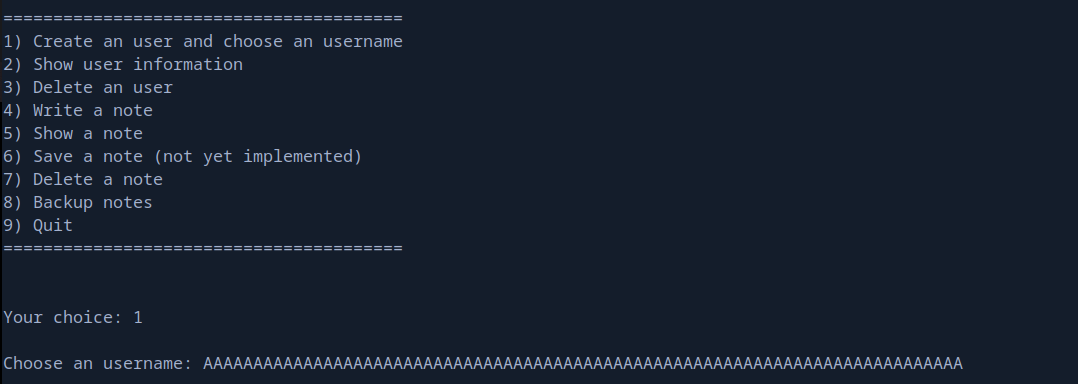 ========================================
1) Create an user and choose an username
2) Show user information
3) Delete an user
4) Write a note
5) Show a note
6) Save a note (not yet implemented)
7) Delete a note
8) Backup notes
9) Quit
========================================
Your choice: 1
Choose an username: AAAAAAAAAAAAAAAAAAAAAAAAAAAAAAAAAAAAAAAAAAAAAAAAAAAAAAAAAAAAAAAAAAAAAAAAAAAA